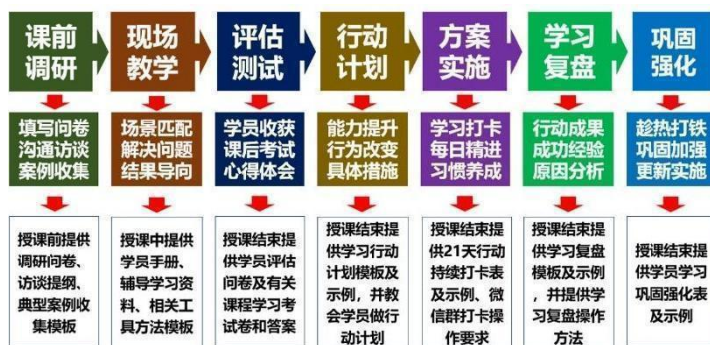 课前
调研
现场
教学
评估
测试
行动
计划
方案
实施
学习
复盘
巩固
强化
填写问卷
沟通访谈
案例收集
场景匹配
解决问题
结果导向
学员收获
课后考试
心得体会
能力提升
行为改变
具体措施
学习打卡
每日精进
习惯养成
行动成果
成功经验
原因分析
趁热打铁
巩固加强
更新实施
授课前提供
调研问卷、
访谈提纲、
典型案例收
集模板
授课中提供
学员手册、
辅导学习资
料、相关工
具方法模板
授课结束提
供学员评估
问卷及有关
课程学习考
试卷和答案
授课结束提
供学习行动
计划模板及
示例，并教
会学员做行
动计划
授课结束提
供21天行动
持续打卡表
及示例、微
信群打卡操
作要求
授课结束提
供学习复盘
模板及示例
，并提供学
习复盘操作
方法
授课结束提
供学员学习
巩固强化表
及示例